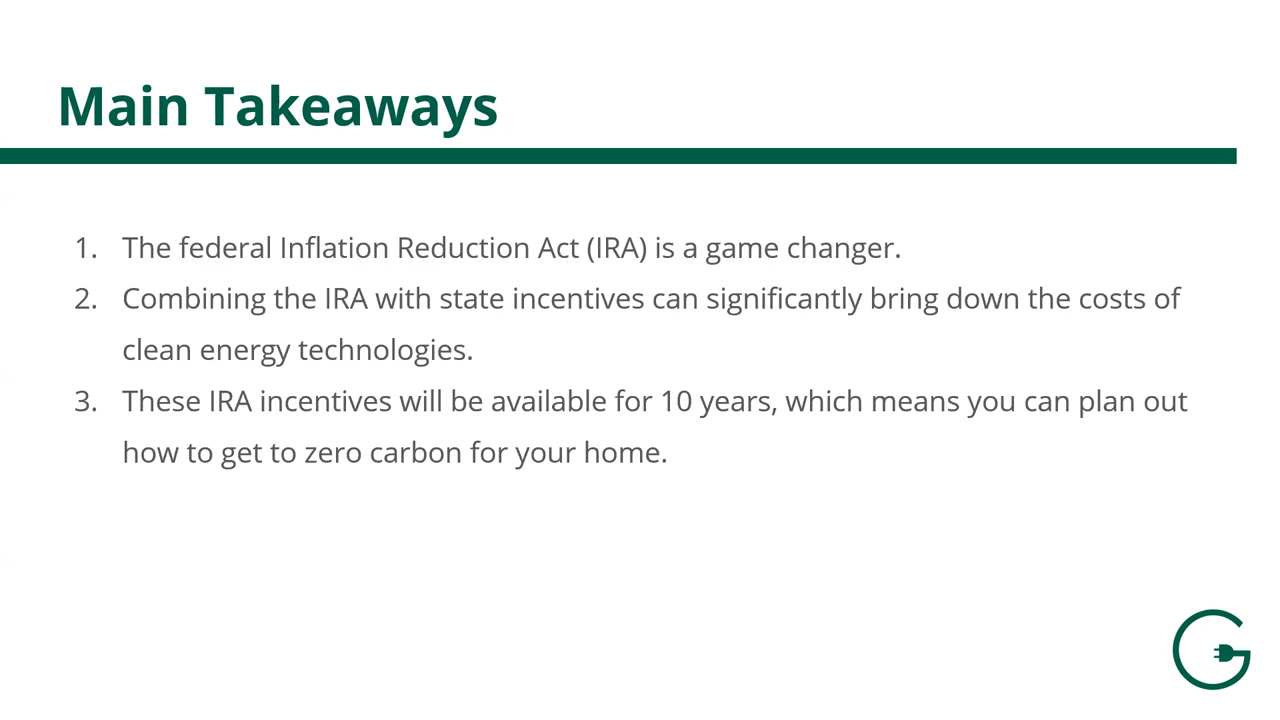 Main Takeaways
1. The federal Inflation Reduction Act (IRA) is a game changer.
2. Combining the IRA with state incentives can significantly bring down the costs of
clean energy technologies.
3. These IRA incentives will be available for 10 years, which means you can plan out
how to get to zero carbon for your home.